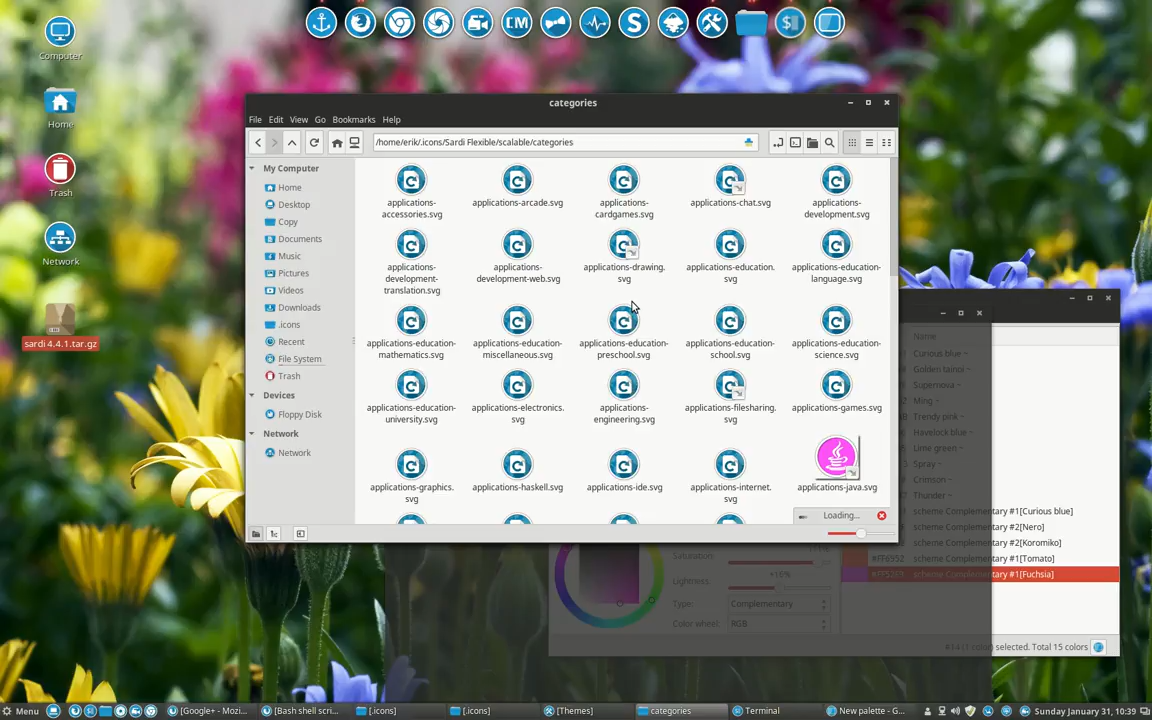 CM
S
Computer
Home
Trash
Network
sardi 4.4.1.tar.gz
categories
File Edit View Go Bookmarks Help
/home/erik/.icons/Sardi Flexible/scalable/categories
My Computer
Home
Desktop
Copy
Documents
Music
Pictures
Videos
Downloads
.icons
Recent
File System
Trash
Devices
Floppy Disk
Network
Network
applications-
accessories.svg
applications-arcade.svg
applications-
cardgames.svg
applications-chat.svg
applications-
development.svg
applications-
development-
translation.svg
applications-
development-web.svg
applications-drawing.
svg
applications-education.
svg
applications-education-
language.svg
applications-education-
mathematics.svg
applications-education-
miscellaneous.svg
applications-education-
preschool.svg
applications-education-
school.svg
applications-education-
science.svg
applications-education-
university.svg
applications-electronics.
svg
applications-
engineering.svg
applications-filesharing.
svg
applications-games.svg
applications-graphics.
svg
applications-haskell.svg
applications-ide.svg
applications-internet.
svg
applications-java.svg
Loading...
Name
Curious blue ~
Golden tainoi ~
Supernova ~
Ming ~
Trendy pink ~
Havelock blue ~
Lime green ~
Spray ~
Crimson ~
Thunder ~
scheme Complementary #1[Curious blue]
scheme Complementary #2[Nero]
scheme Complementary #2[Koromiko]
#FF6952 scheme Complementary #1[Tomato]
scheme Complementary #1[Fuchsia]
Saturation:
Lightness: +16%
Type: Complementary
Color wheel: RGB
selected. Total 15 colors
Menu
[Google+ - Mozi...
[Bash shell scri...
[.icons]
[.icons]
[Themes]
categories
Terminal
New palette - G...
Sunday January 31, 10:39